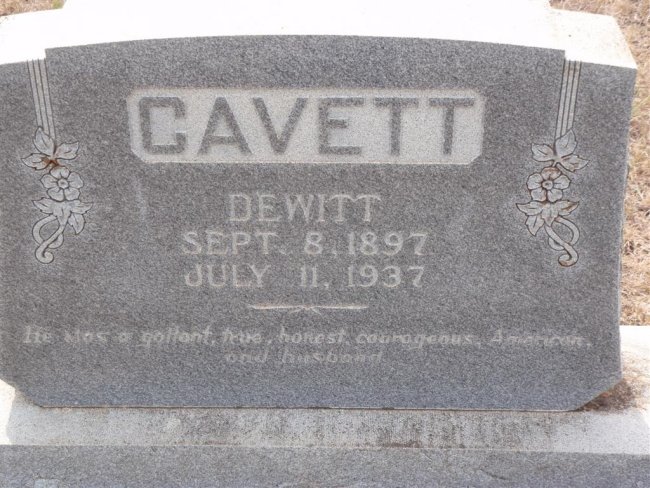 CAVETT
DEWITT
SEPT. 8, 1897
JULY 11, 1937
He was a gallant, true, honest, courageous, American,
and husband